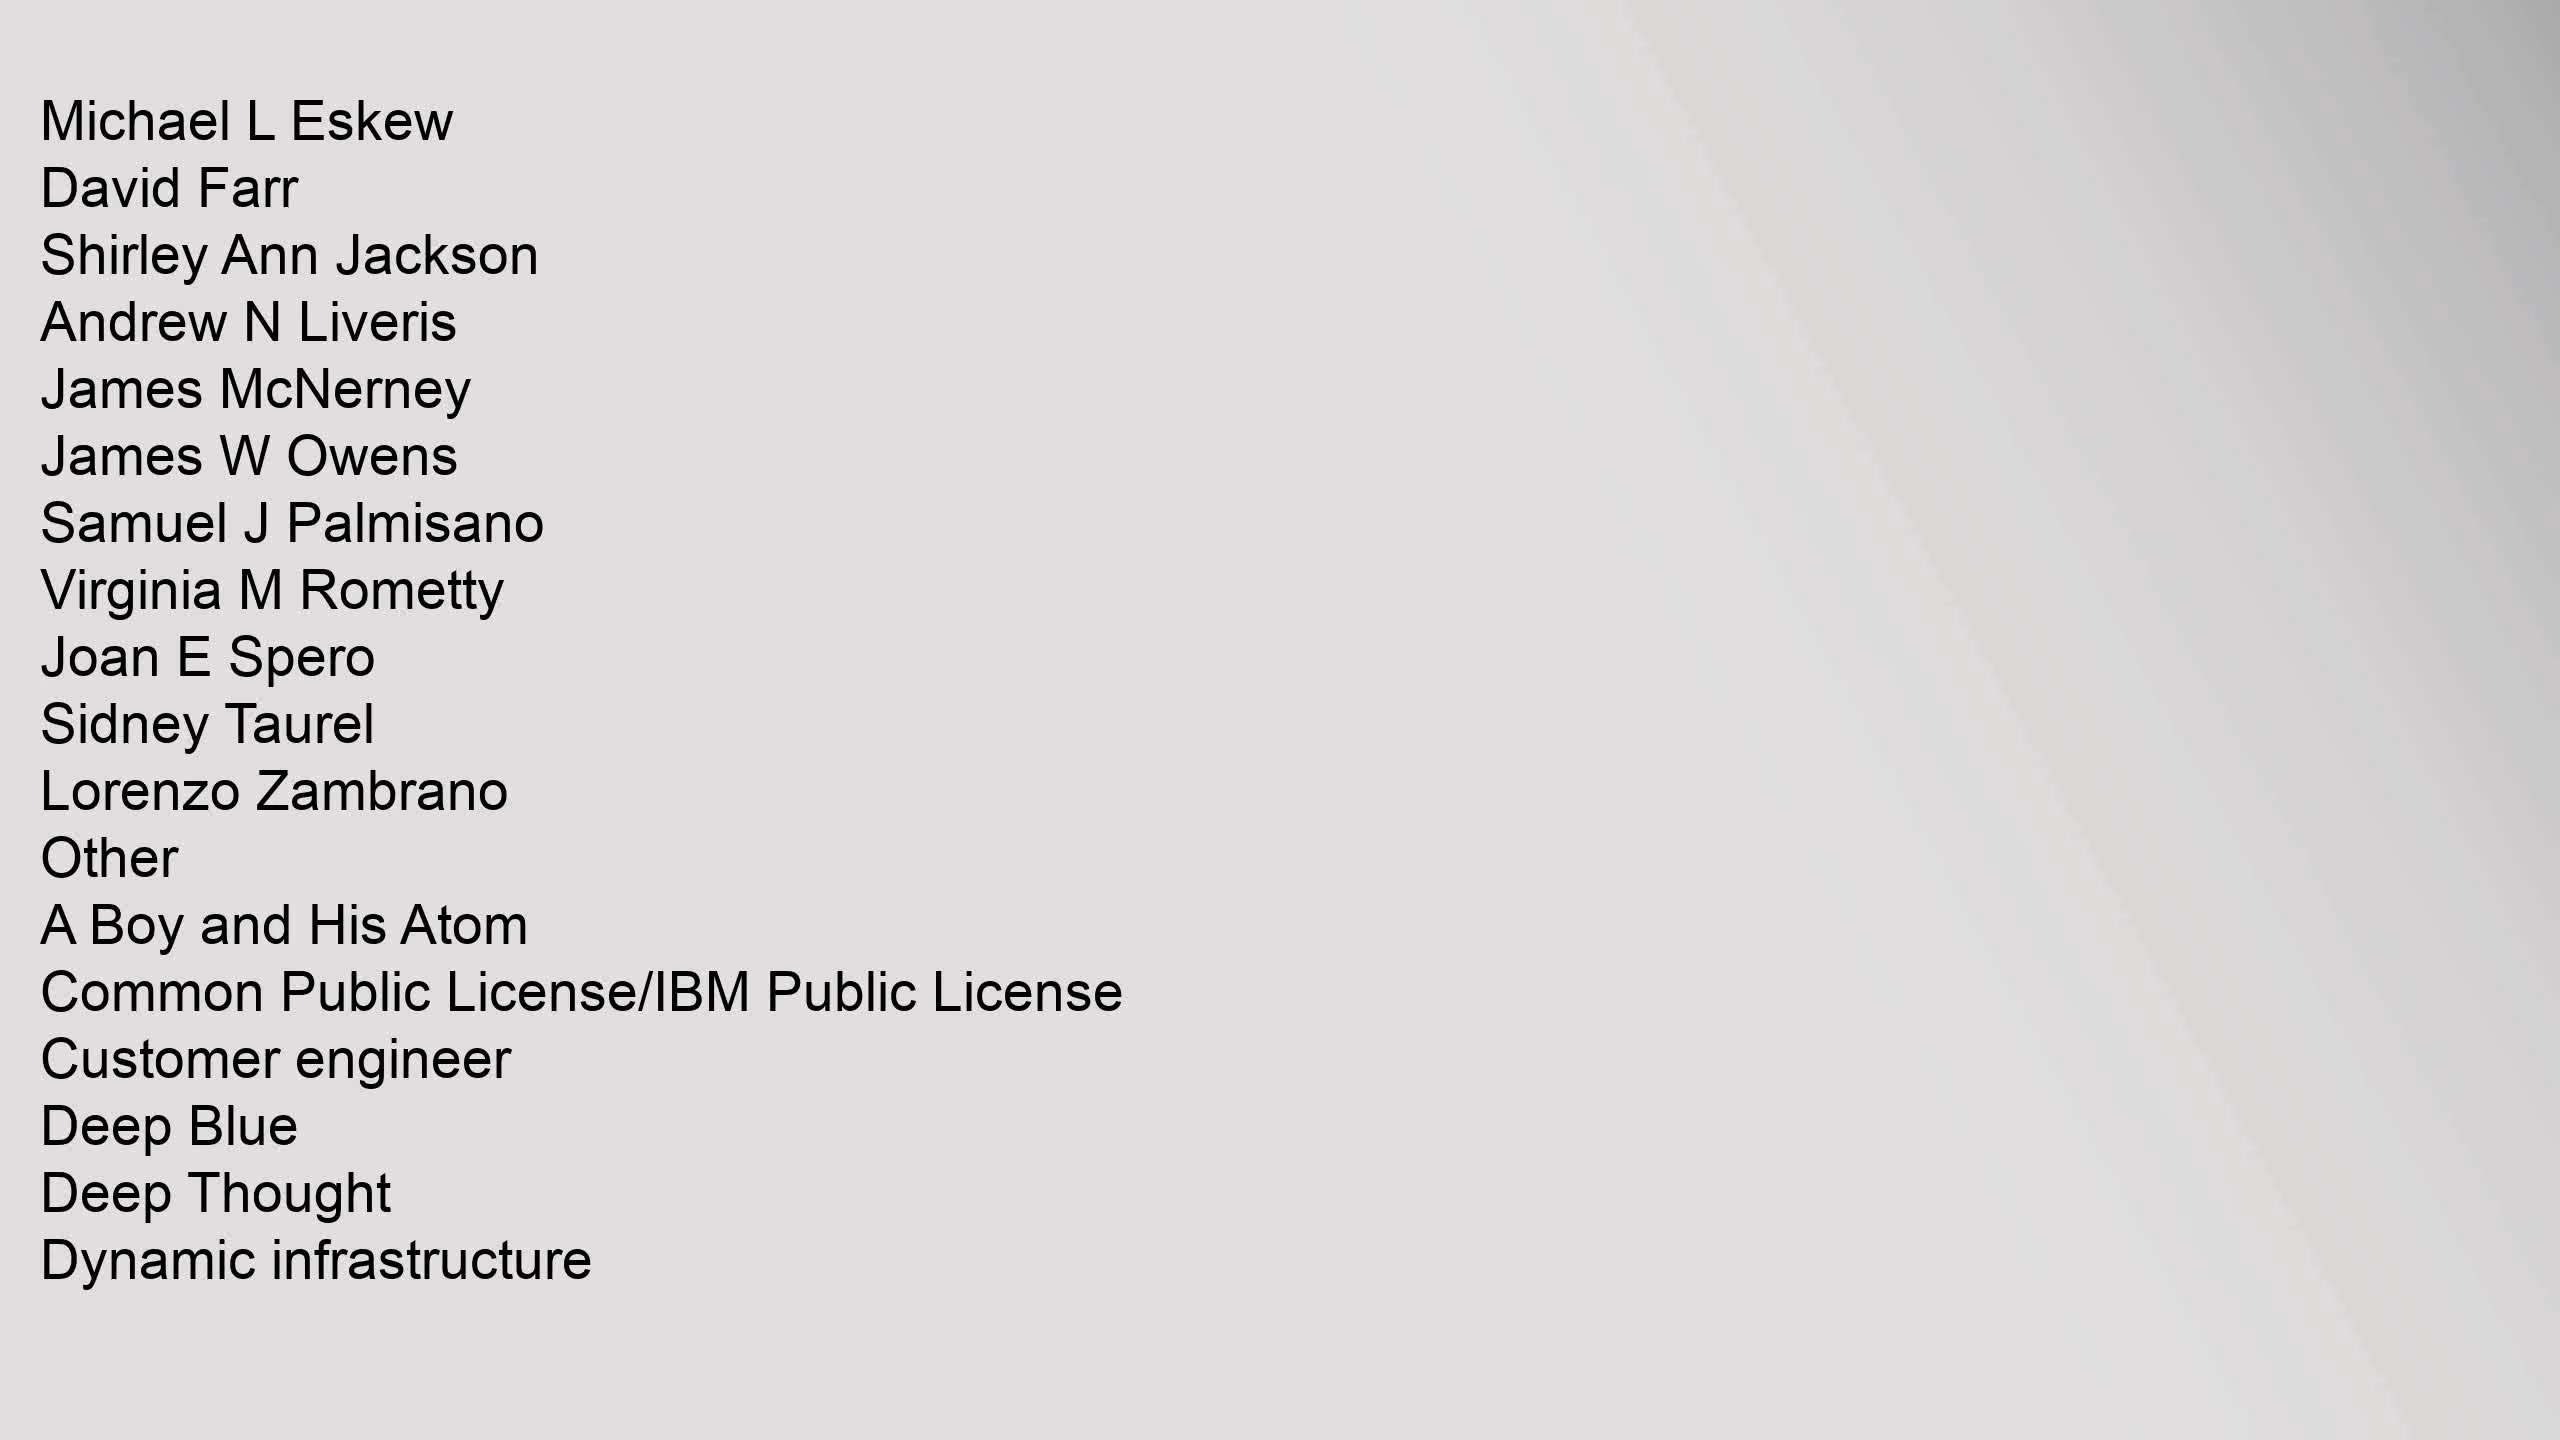 Michael L Eskew
David Farr
Shirley Ann Jackson
Andrew N Liveris
James McNerney
James W Owens
Samuel J Palmisano
Virginia M Rometty
Joan E Spero
Sidney Taurel
Lorenzo Zambrano
Other
A Boy and His Atom
Common Public License/IBM Public License
Customer engineer
Deep Blue
Deep Thought
Dynamic infrastructure